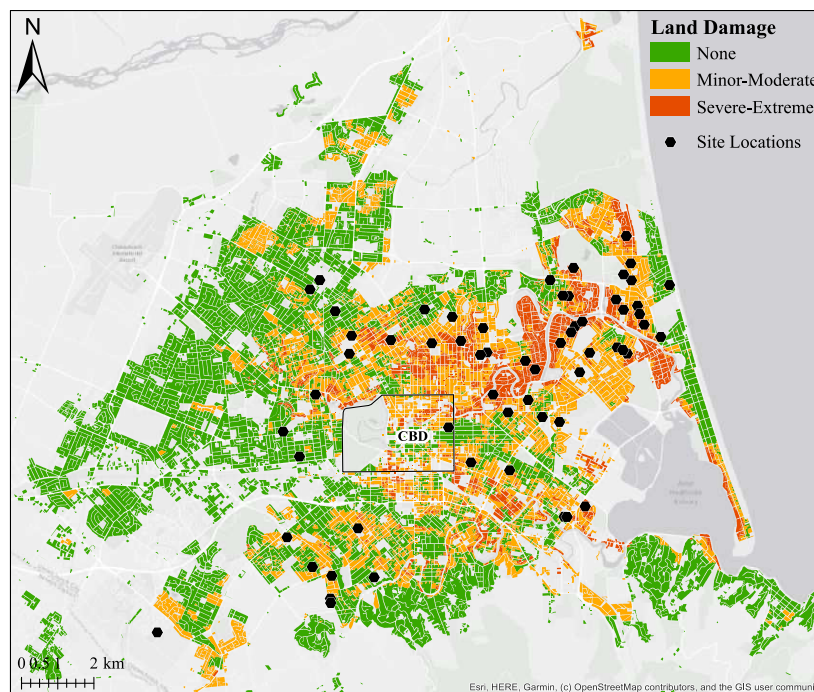 N
Land Damage
None
Minor-Moderate
Severe-Extreme
Site Locations
CBD
0 0.5 1 2 km
Esri, HERE, Garmin, (c) OpenStreetMap contributors, and the GIS user communi